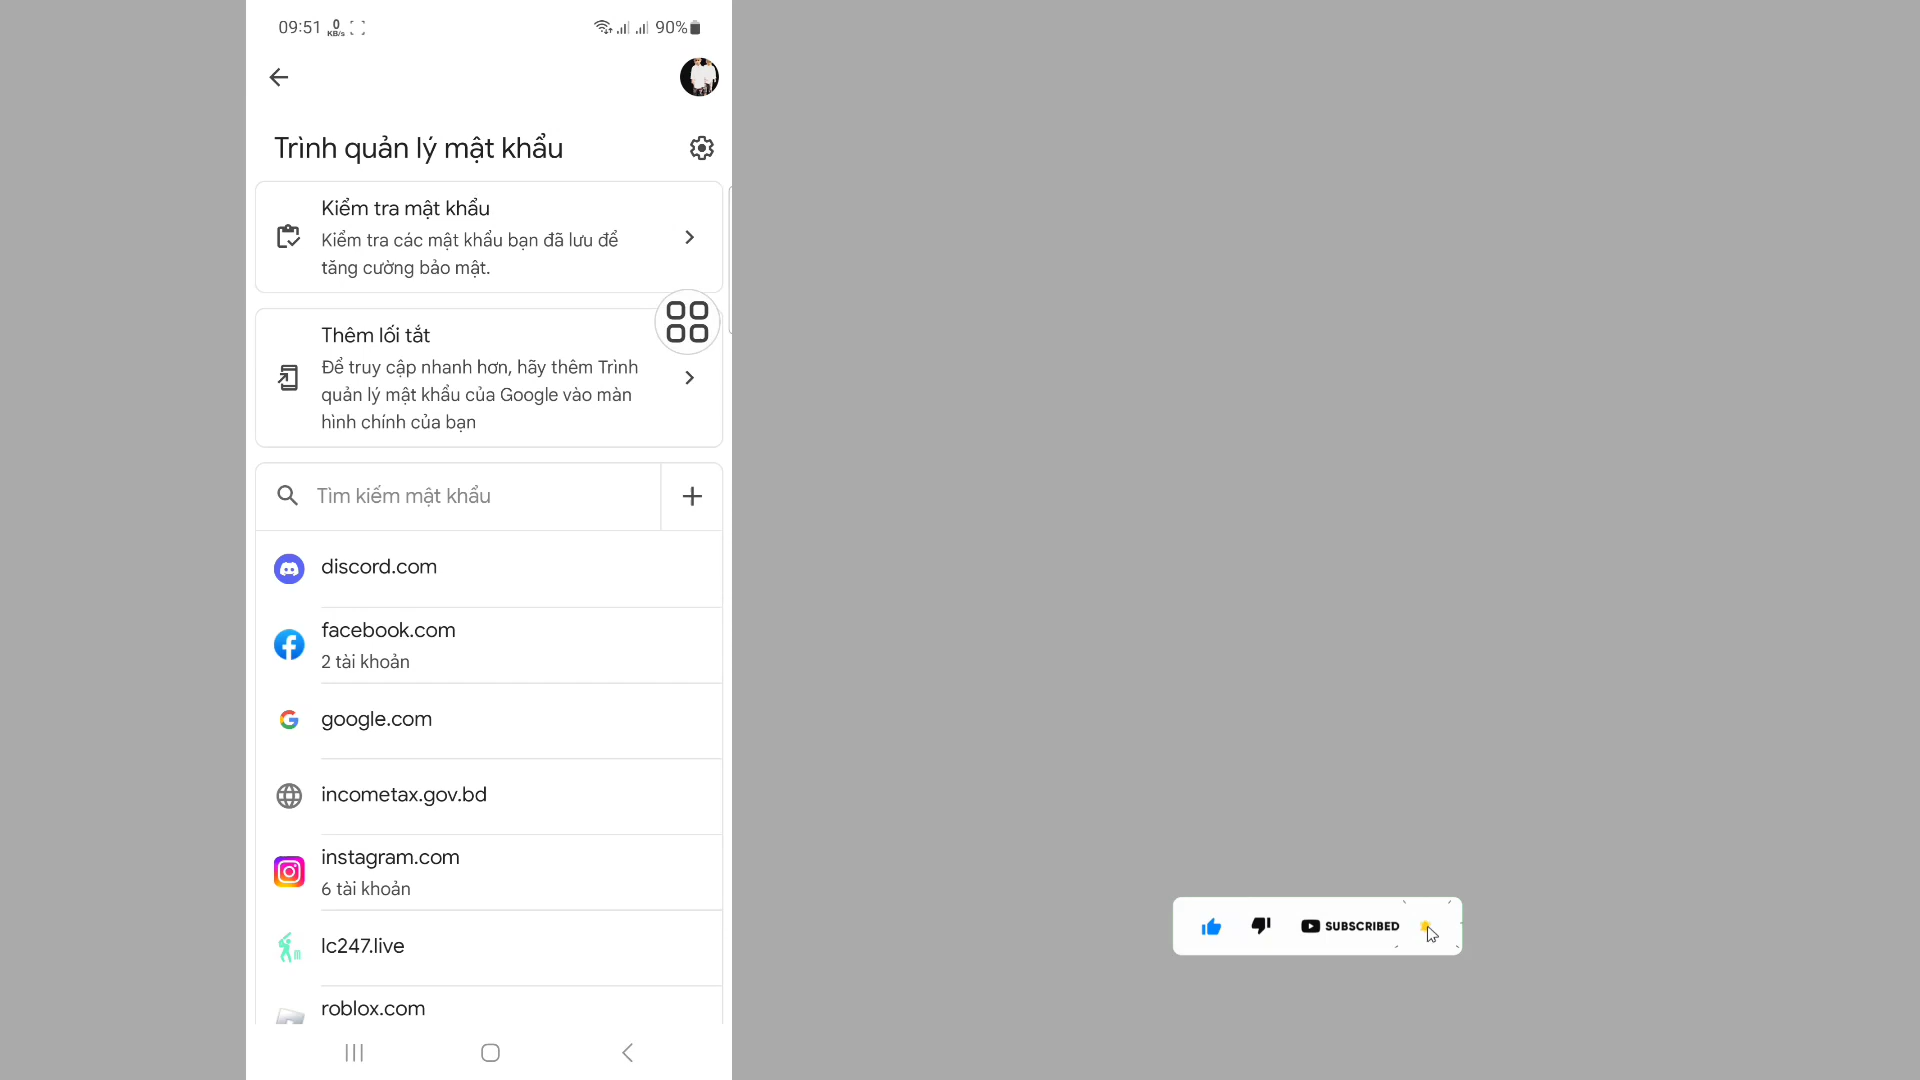 09:51 0 KB/s 90%
Trình quản lý mật khẩu
Kiểm tra mật khẩu
Kiểm tra các mật khẩu bạn đã lưu để
tăng cường bảo mật.
Thêm lối tắt
Để truy cập nhanh hơn, hãy thêm Trình
quản lý mật khẩu của Google vào màn
hình chính của bạn
Tìm kiếm mật khẩu
discord.com
facebook.com
2 tài khoản
google.com
incometax.gov.bd
instagram.com
6 tài khoản
lc247.live
roblox.com
SUBSCRIBED